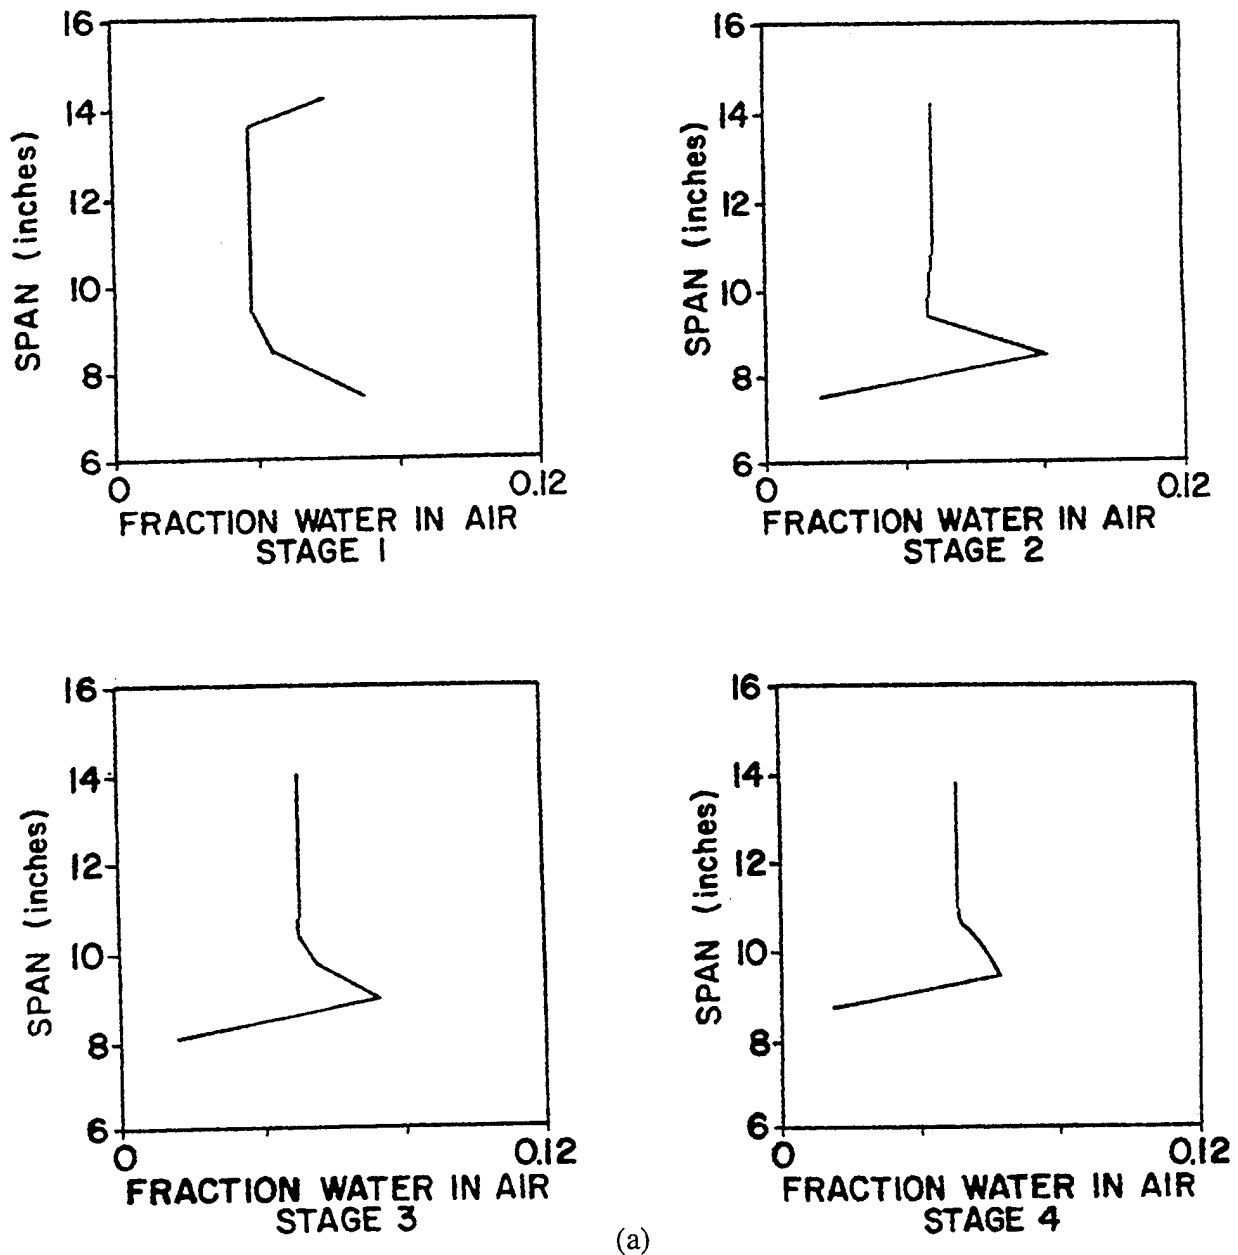 16
14
12
10
8
6
SPAN (inches)
0
0.12
FRACTION WATER IN AIR
STAGE 1
16
14
12
10
8
6
SPAN (inches)
0
0.12
FRACTION WATER IN AIR
STAGE 2
16
14
12
10
8
6
SPAN (inches)
0
0.12
FRACTION WATER IN AIR
STAGE 3
16
14
12
10
8
6
SPAN (inches)
0
0.12
FRACTION WATER IN AIR
STAGE 4
(a)